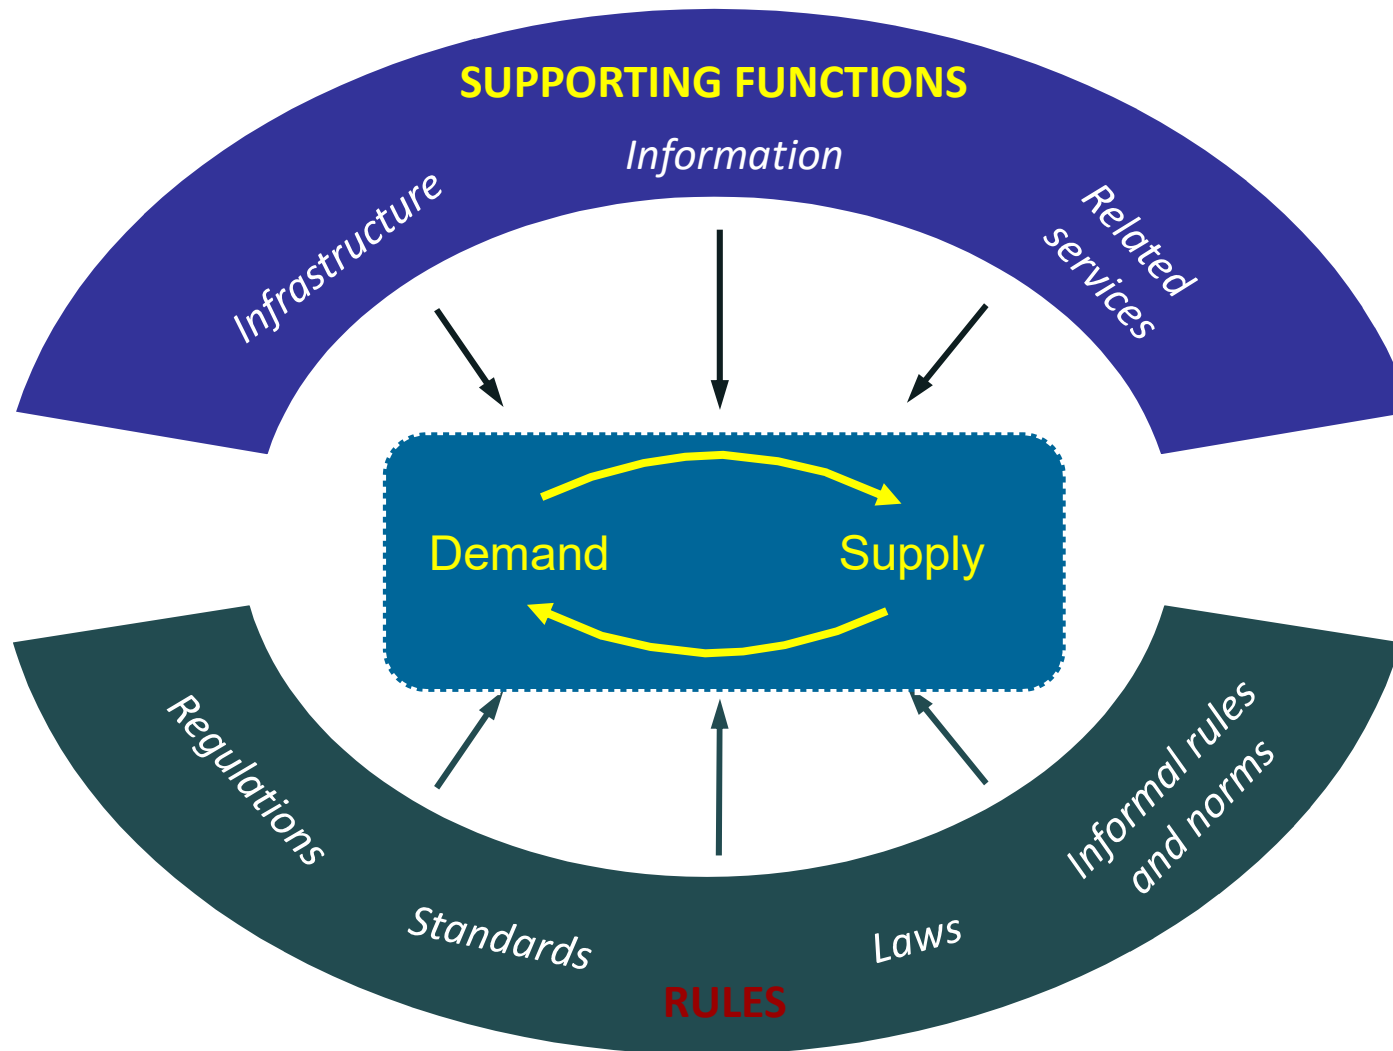 SUPPORTING FUNCTIONS
Information
Infrastructure
Related
services
Demand
Supply
Regulations
Standards
Laws
Informal rules
and norms
RULES